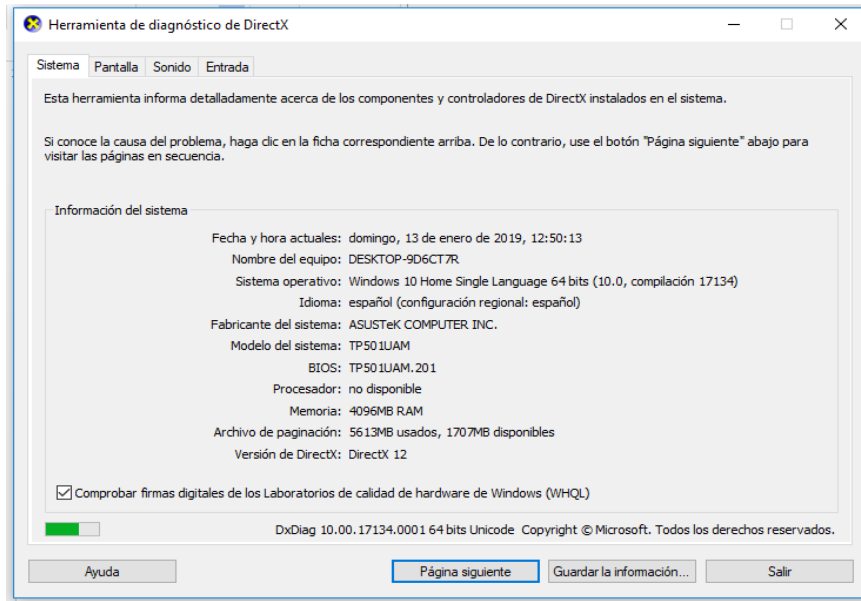 Herramienta de diagnóstico de DirectX
Sistema Pantalla Sonido Entrada
Esta herramienta informa detalladamente acerca de los componentes y controladores de DirectX instalados en el sistema.
Si conoce la causa del problema, haga clic en la ficha correspondiente arriba. De lo contrario, use el botón "Página siguiente" abajo para
visitar las páginas en secuencia.
Información del sistema
Fecha y hora actuales: domingo, 13 de enero de 2019, 12:50:13
Nombre del equipo: DESKTOP-9D6CT7R
Sistema operativo: Windows 10 Home Single Language 64 bits (10.0, compilación 17134)
Idioma: español (configuración regional: español)
Fabricante del sistema: ASUSTeK COMPUTER INC.
Modelo del sistema: TP501UAM
BIOS: TP501UAM.201
Procesador: no disponible
Memoria: 4096MB RAM
Archivo de paginación: 5613MB usados, 1707MB disponibles
Versión de DirectX: DirectX 12
Comprobar firmas digitales de los Laboratorios de calidad de hardware de Windows (WHQL)
DxDiag 10.00.17134.0001 64 bits Unicode Copyright © Microsoft. Todos los derechos reservados.
Ayuda Página siguiente Guardar la información... Salir